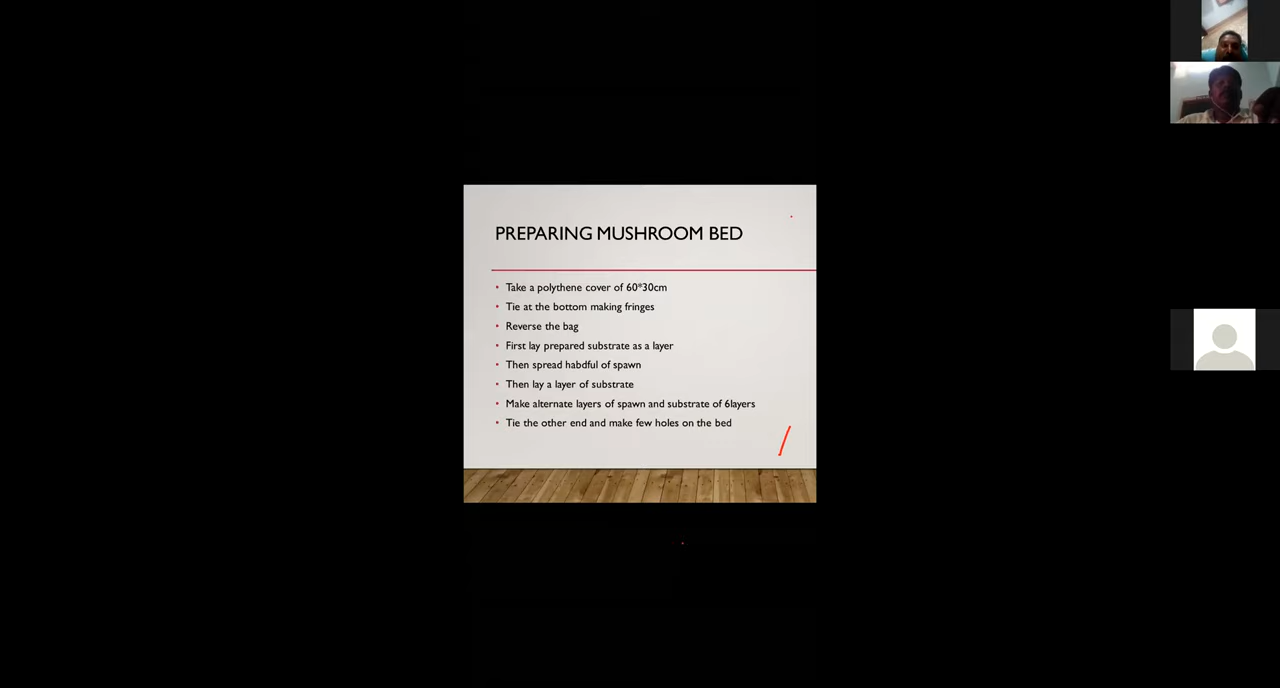 PREPARING MUSHROOM BED
• Take a polythene cover of 60*30cm
• Tie at the bottom making fringes
• Reverse the bag
• First lay prepared substrate as a layer
• Then spread habdful of spawn
• Then lay a layer of substrate
• Make alternate layers of spawn and substrate of 6layers
• Tie the other end and make few holes on the bed